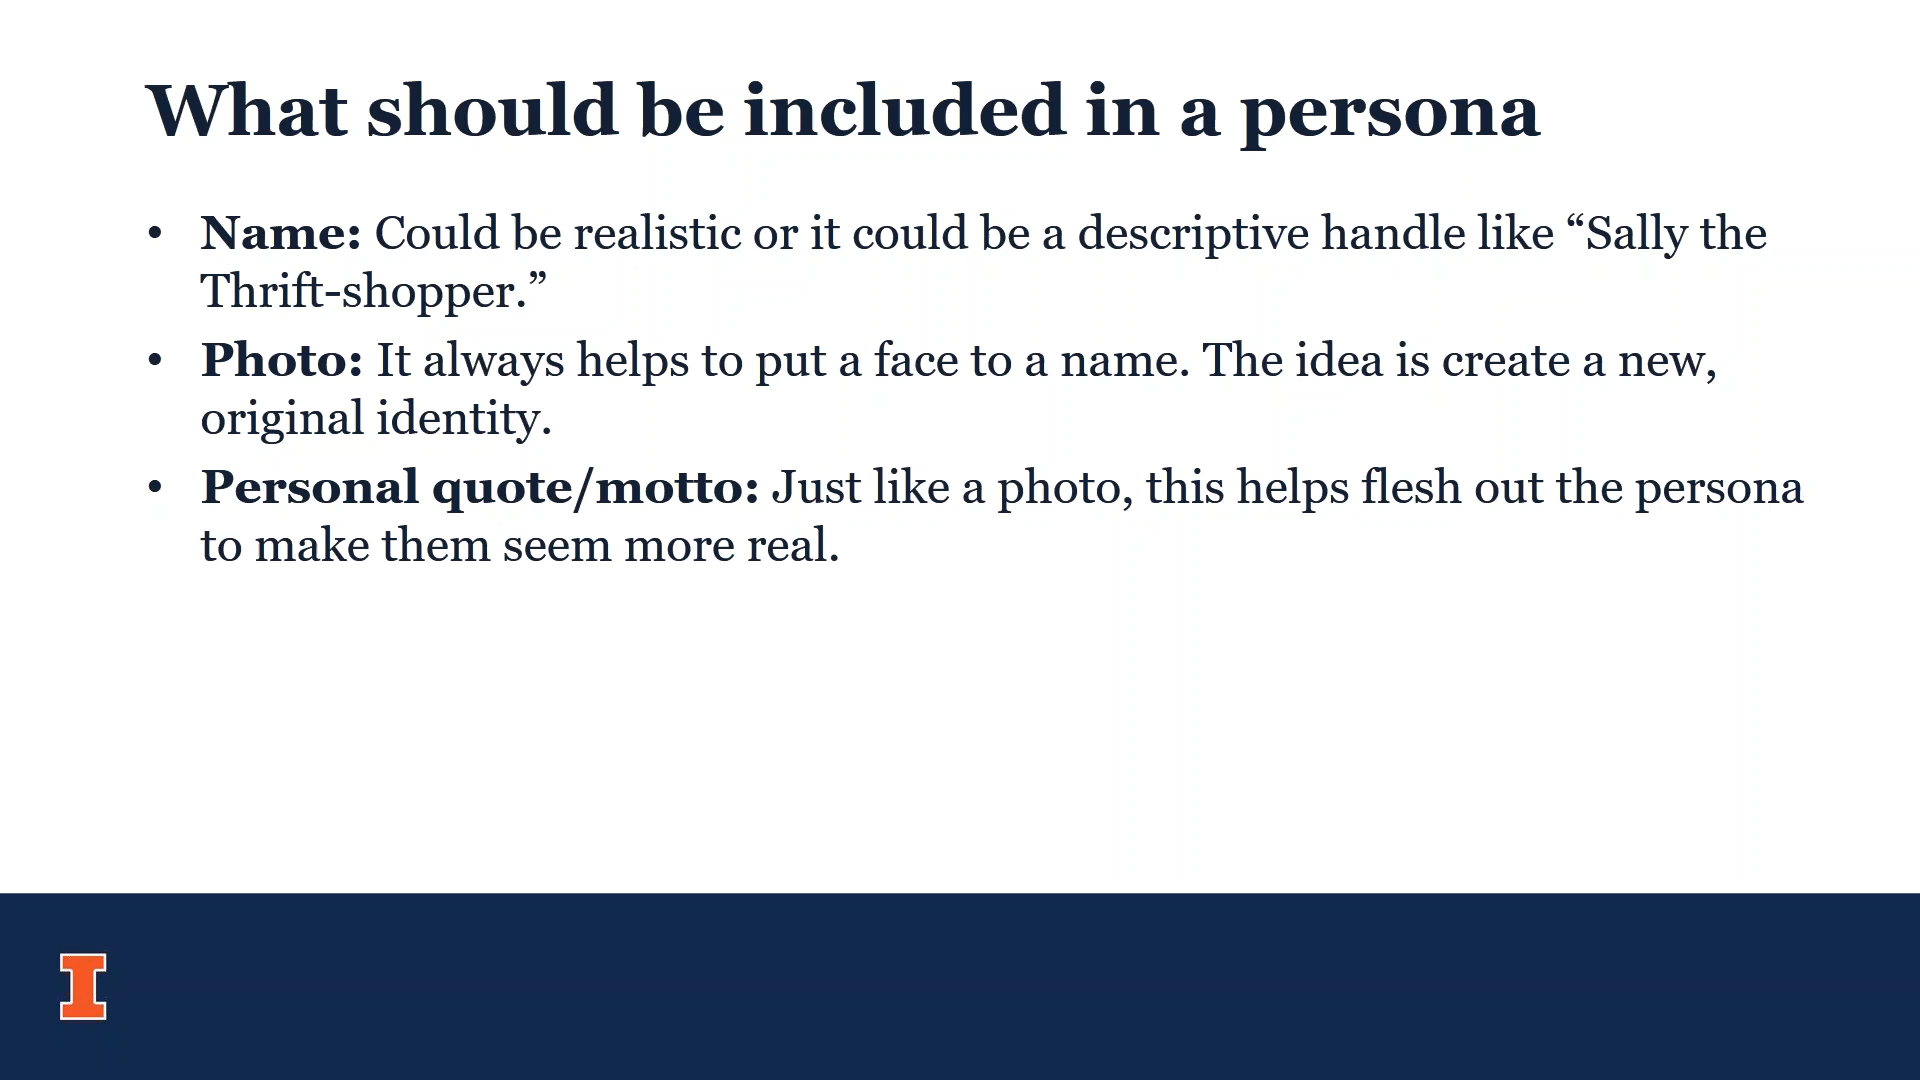 What should be included in a persona
• Name: Could be realistic or it could be a descriptive handle like “Sally the
Thrift-shopper.”
• Photo: It always helps to put a face to a name. The idea is create a new,
original identity.
• Personal quote/motto: Just like a photo, this helps flesh out the persona
to make them seem more real.
I